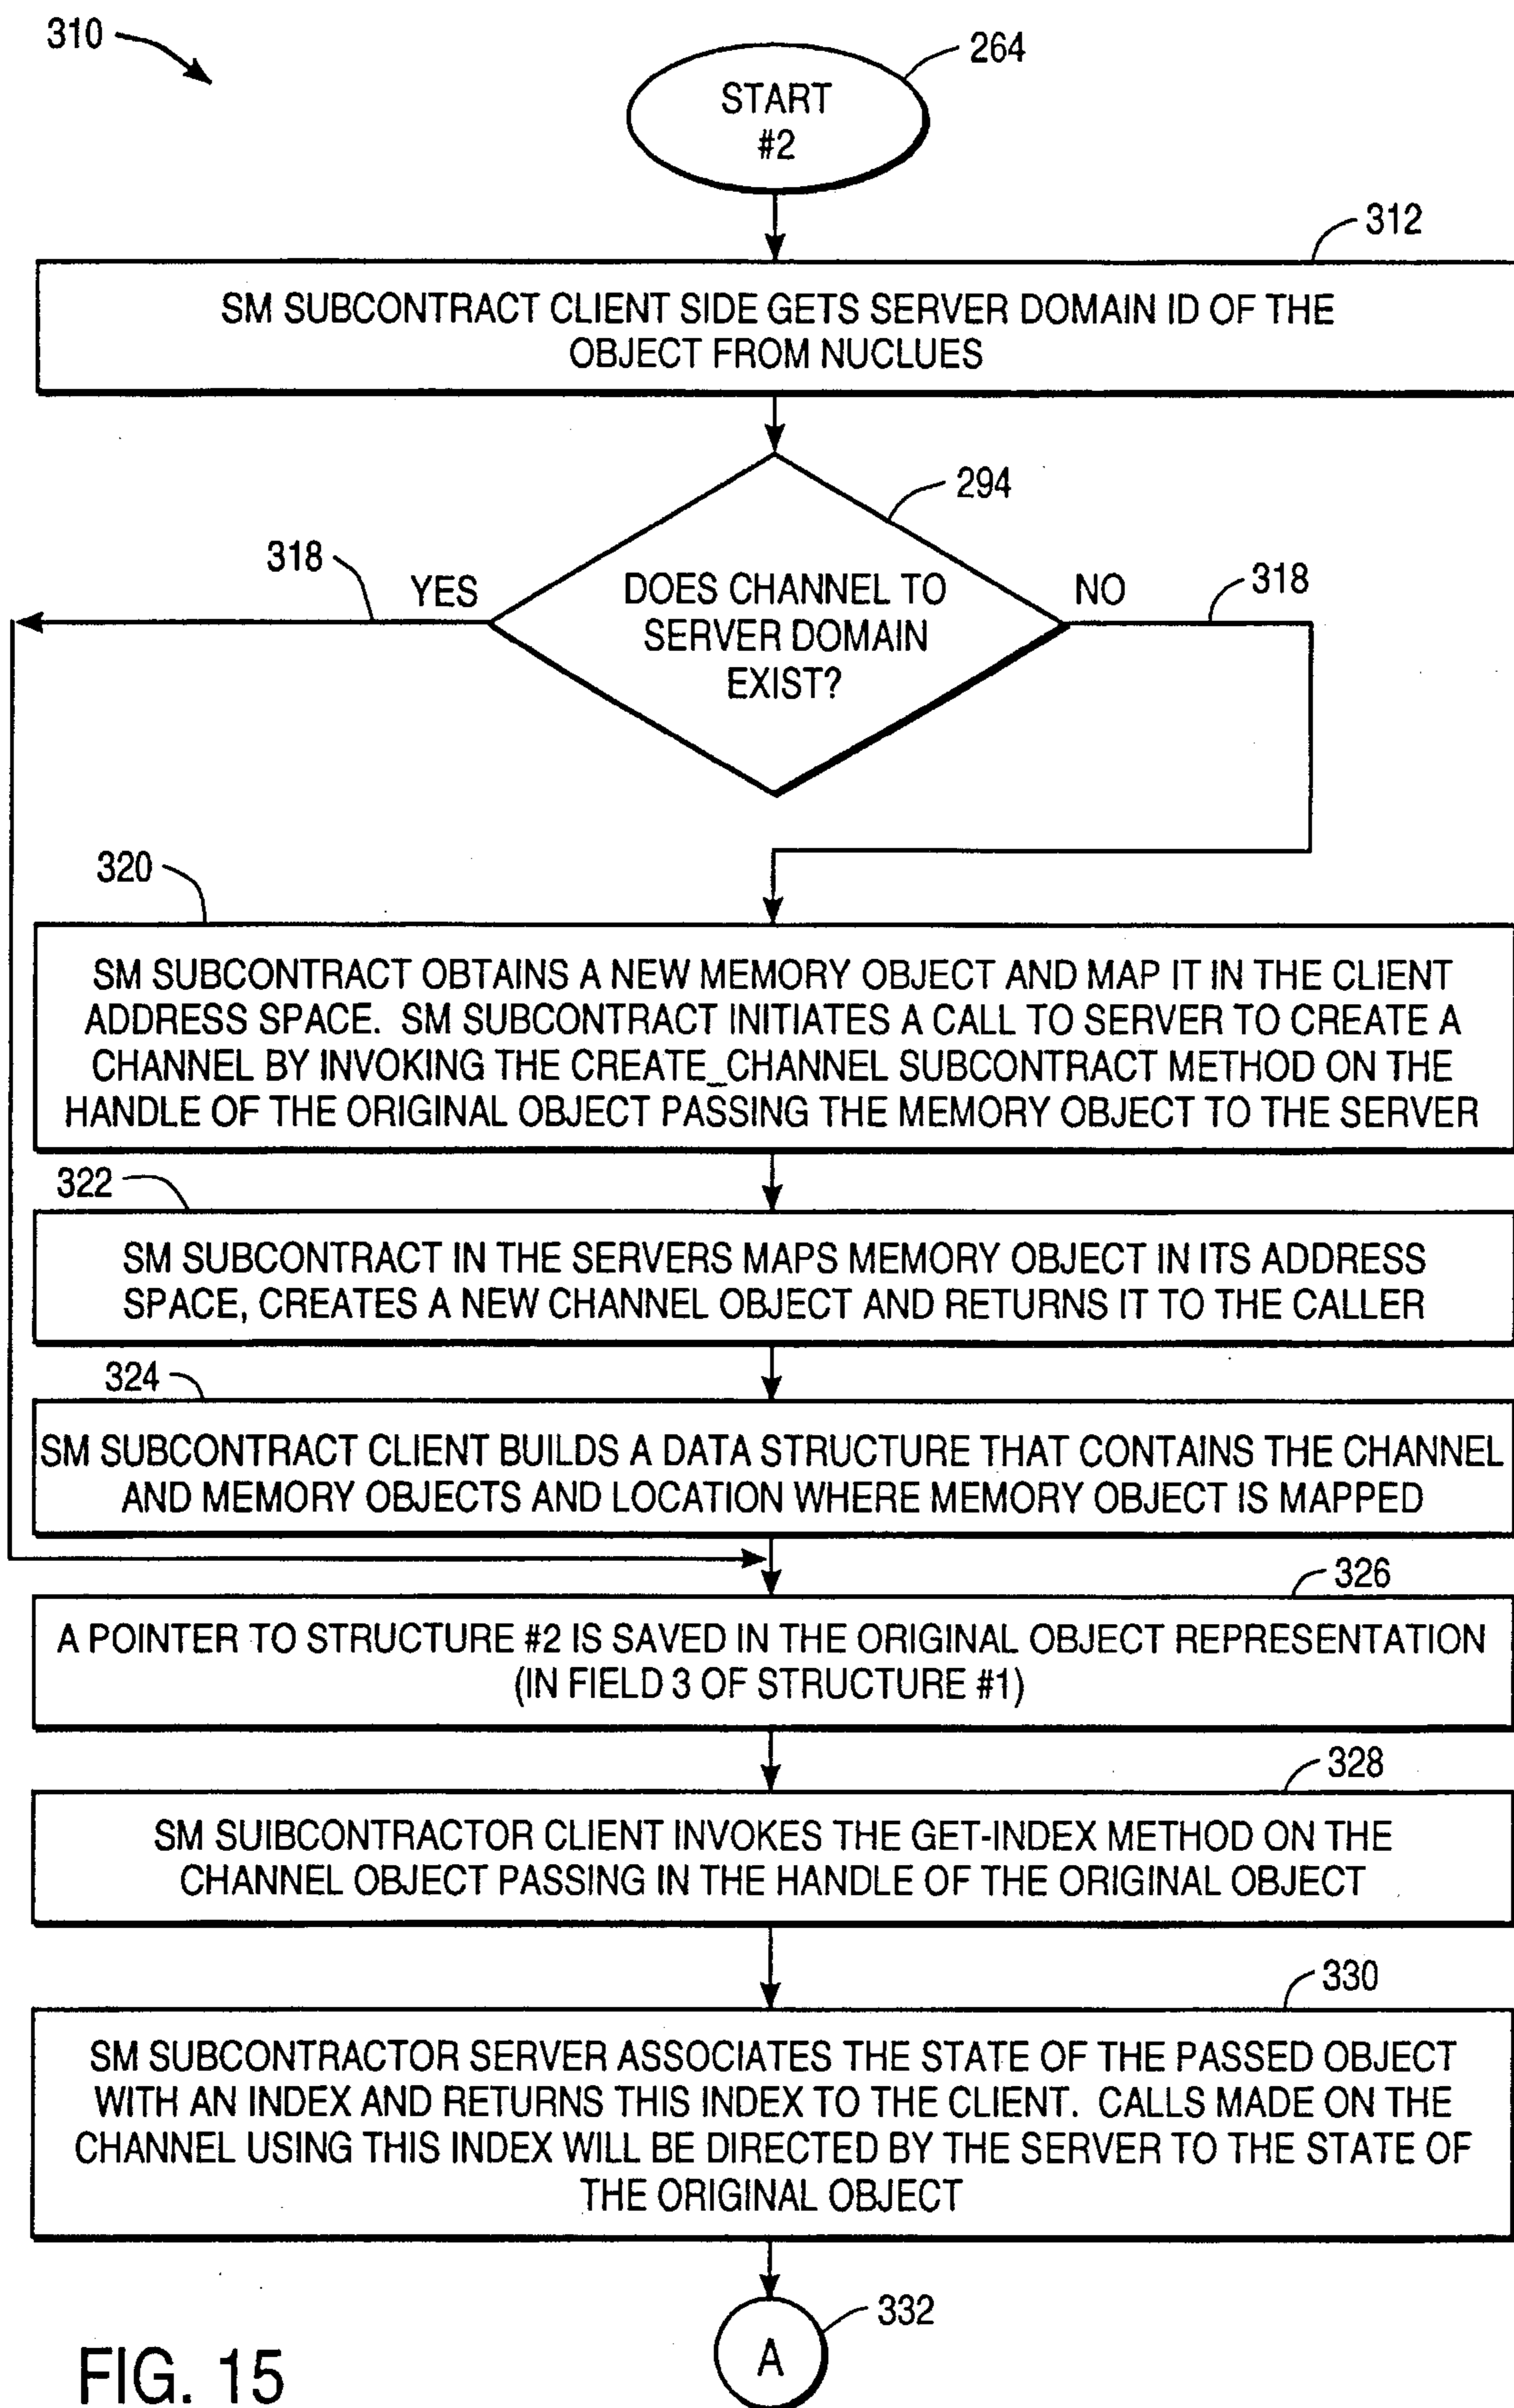 310
264
START
#2
312
SM SUBCONTRACT CLIENT SIDE GETS SERVER DOMAIN ID OF THE
OBJECT FROM NUCLUES
294
318
YES
DOES CHANNEL TO
SERVER DOMAIN
EXIST?
NO
318
320
SM SUBCONTRACT OBTAINS A NEW MEMORY OBJECT AND MAP IT IN THE CLIENT
ADDRESS SPACE. SM SUBCONTRACT INITIATES A CALL TO SERVER TO CREATE A
CHANNEL BY INVOKING THE CREATE_CHANNEL SUBCONTRACT METHOD ON THE
HANDLE OF THE ORIGINAL OBJECT PASSING THE MEMORY OBJECT TO THE SERVER
322
SM SUBCONTRACT IN THE SERVERS MAPS MEMORY OBJECT IN ITS ADDRESS
SPACE, CREATES A NEW CHANNEL OBJECT AND RETURNS IT TO THE CALLER
324
SM SUBCONTRACT CLIENT BUILDS A DATA STRUCTURE THAT CONTAINS THE CHANNEL
AND MEMORY OBJECTS AND LOCATION WHERE MEMORY OBJECT IS MAPPED
326
A POINTER TO STRUCTURE #2 IS SAVED IN THE ORIGINAL OBJECT REPRESENTATION
(IN FIELD 3 OF STRUCTURE #1)
328
SM SUIBCONTRACTOR CLIENT INVOKES THE GET-INDEX METHOD ON THE
CHANNEL OBJECT PASSING IN THE HANDLE OF THE ORIGINAL OBJECT
330
SM SUBCONTRACTOR SERVER ASSOCIATES THE STATE OF THE PASSED OBJECT
WITH AN INDEX AND RETURNS THIS INDEX TO THE CLIENT. CALLS MADE ON THE
CHANNEL USING THIS INDEX WILL BE DIRECTED BY THE SERVER TO THE STATE OF
THE ORIGINAL OBJECT
332
A
FIG. 15